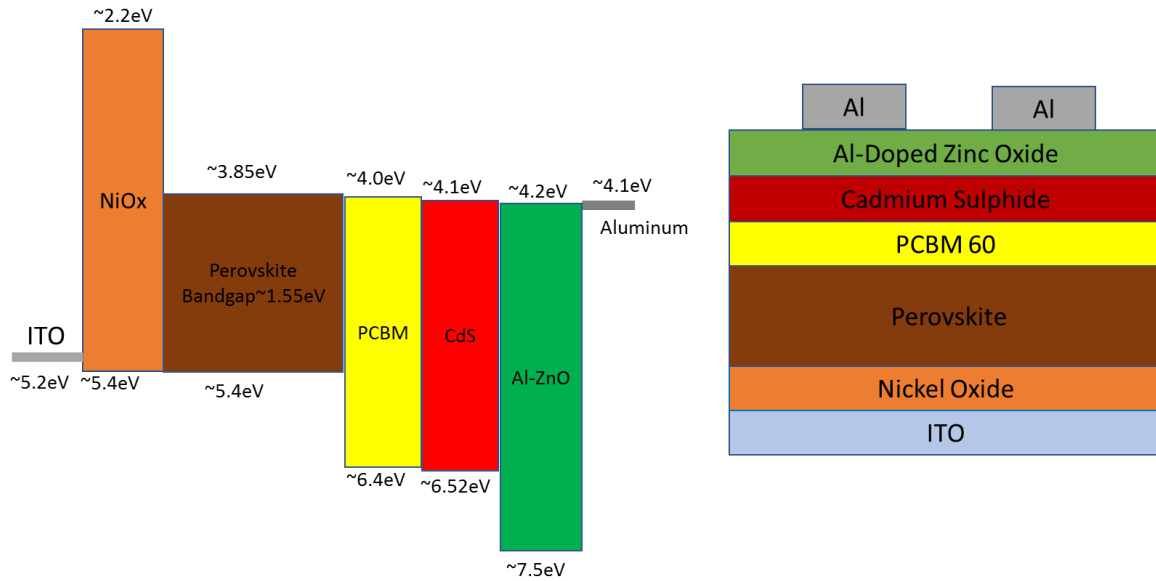 ~2.2eV
NiOx
~3.85eV
~4.0eV
~4.1eV
~4.2eV
~4.1eV
Aluminum
Perovskite
Bandgap~1.55eV
PCBM
CdS
Al-ZnO
ITO
~5.2eV
~5.4eV
~5.4eV
~6.4eV
~6.52eV
~7.5eV
Al
Al
Al-Doped Zinc Oxide
Cadmium Sulphide
PCBM 60
Perovskite
Nickel Oxide
ITO